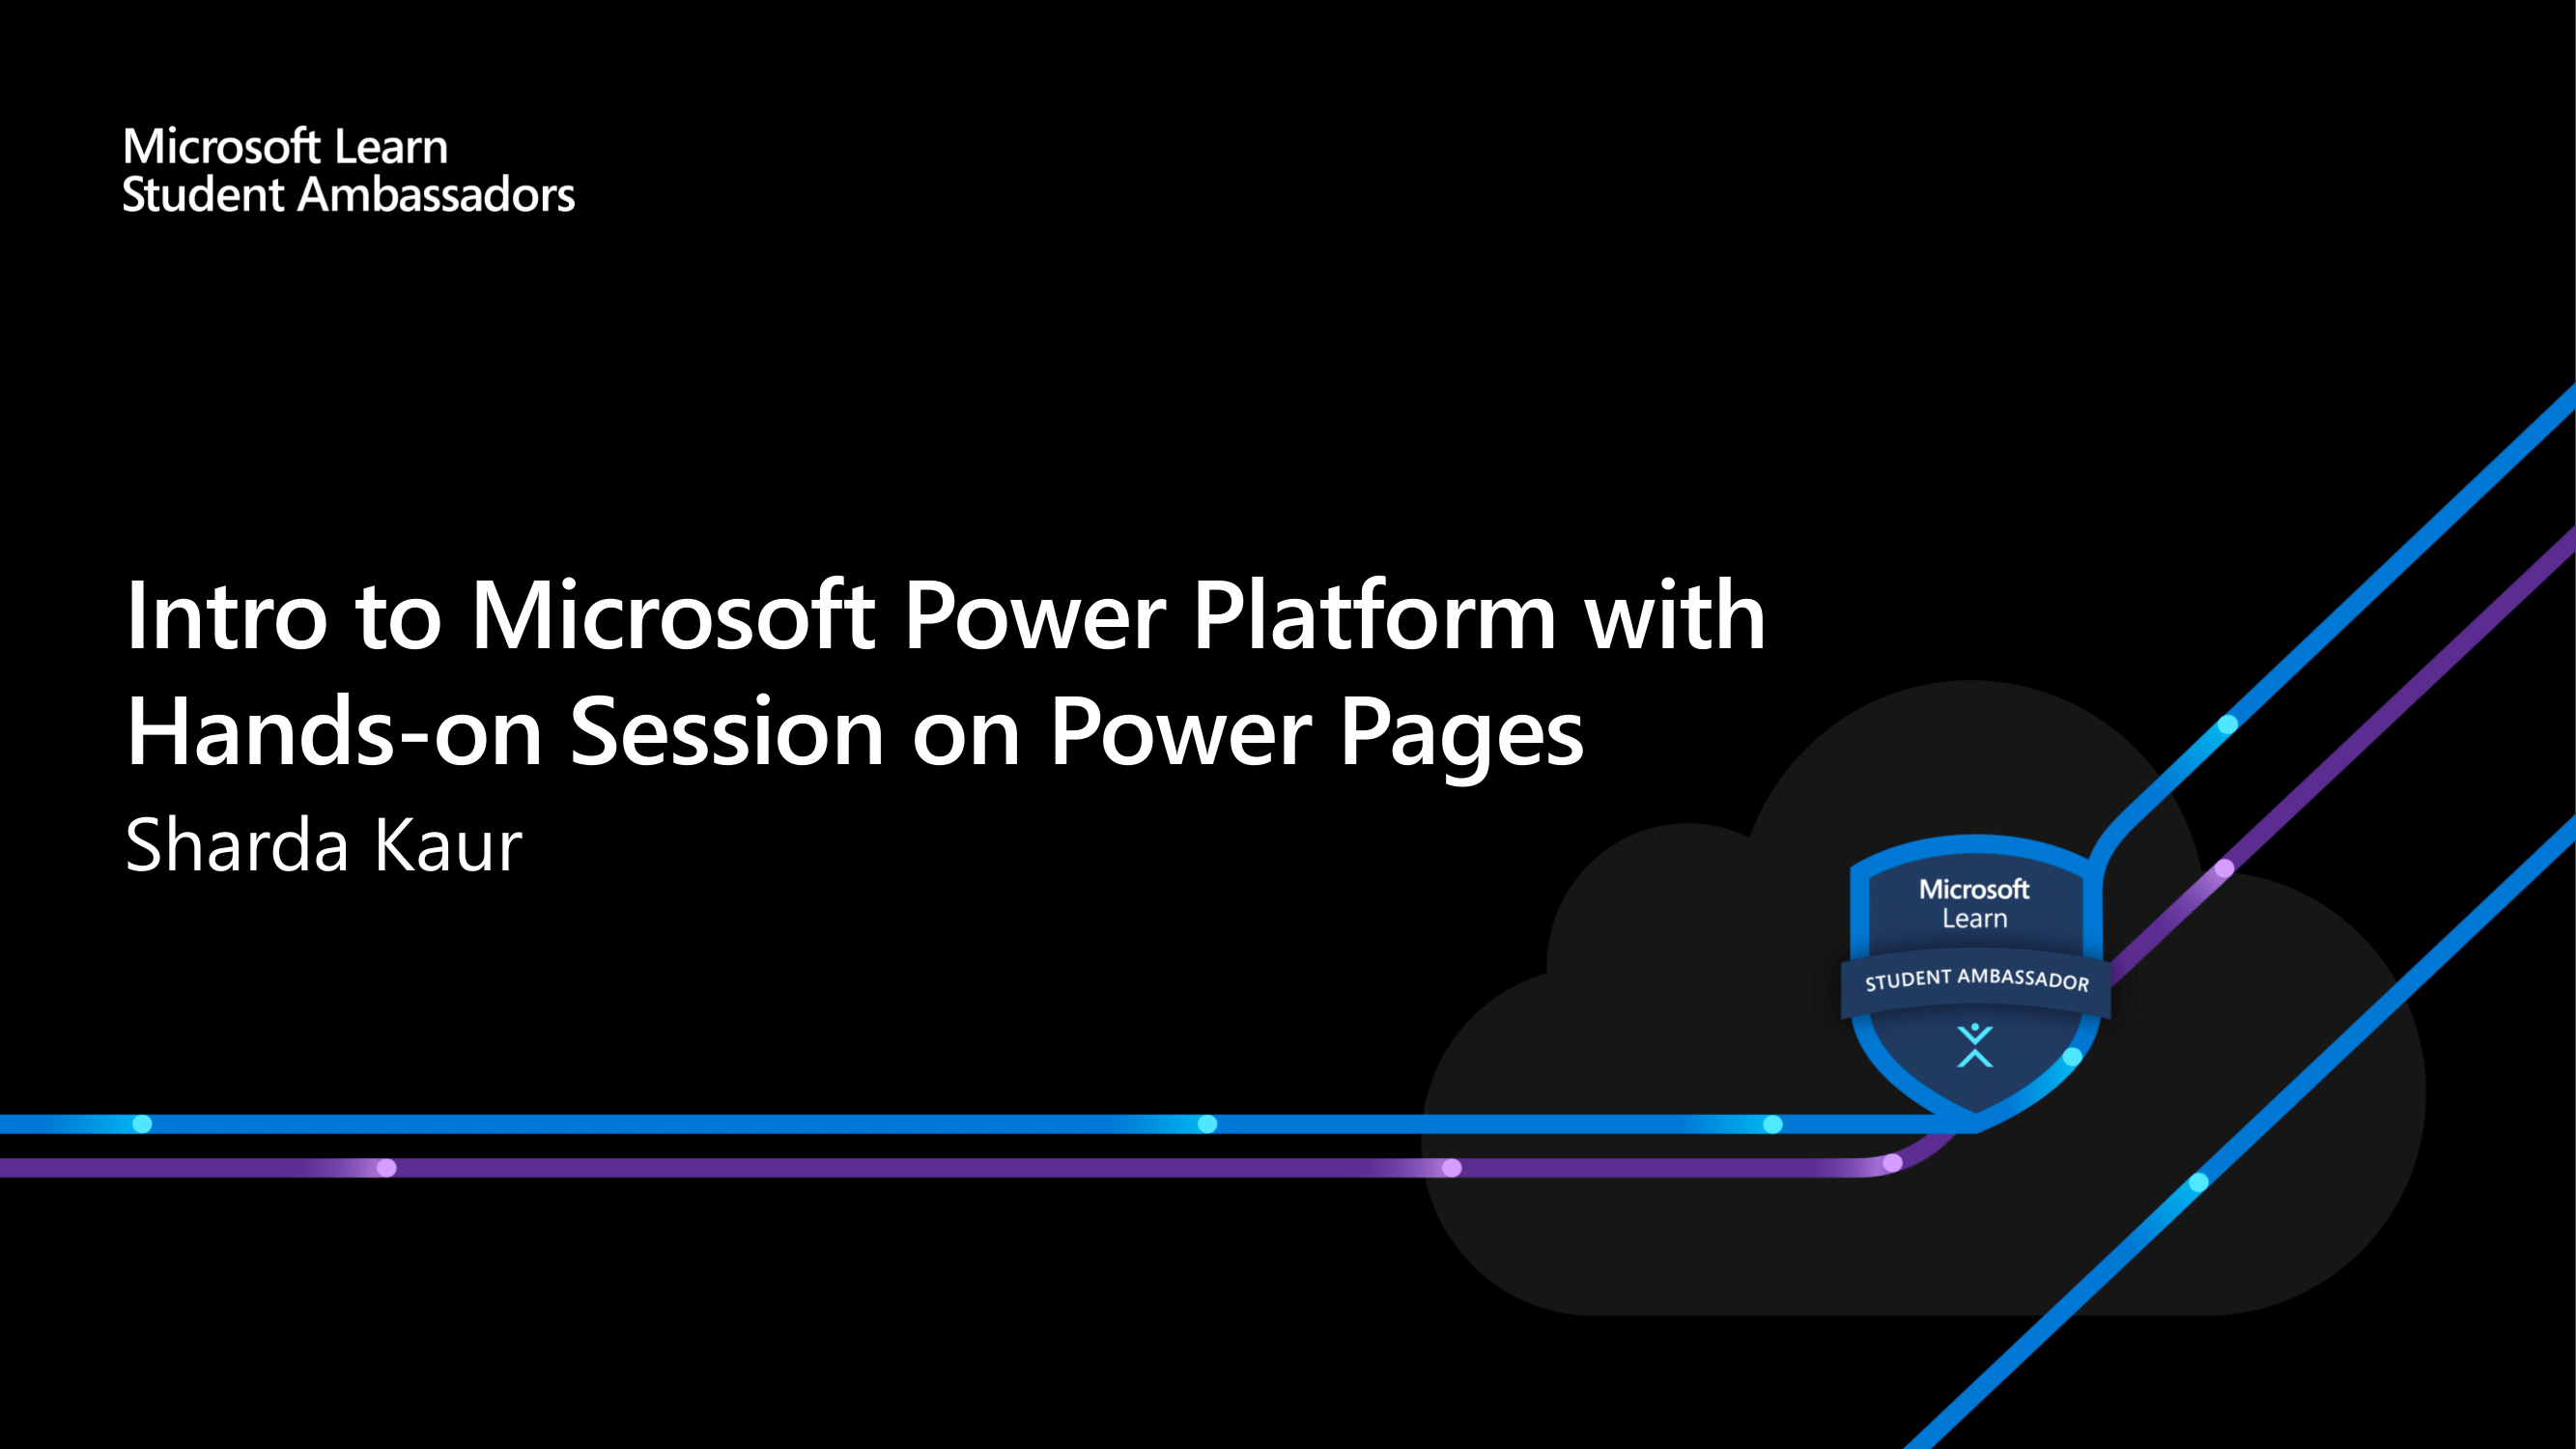 Microsoft Learn
Student Ambassadors
Intro to Microsoft Power Platform with
Hands-on Session on Power Pages
Sharda Kaur
Microsoft
Learn
STUDENT AMBASSADOR